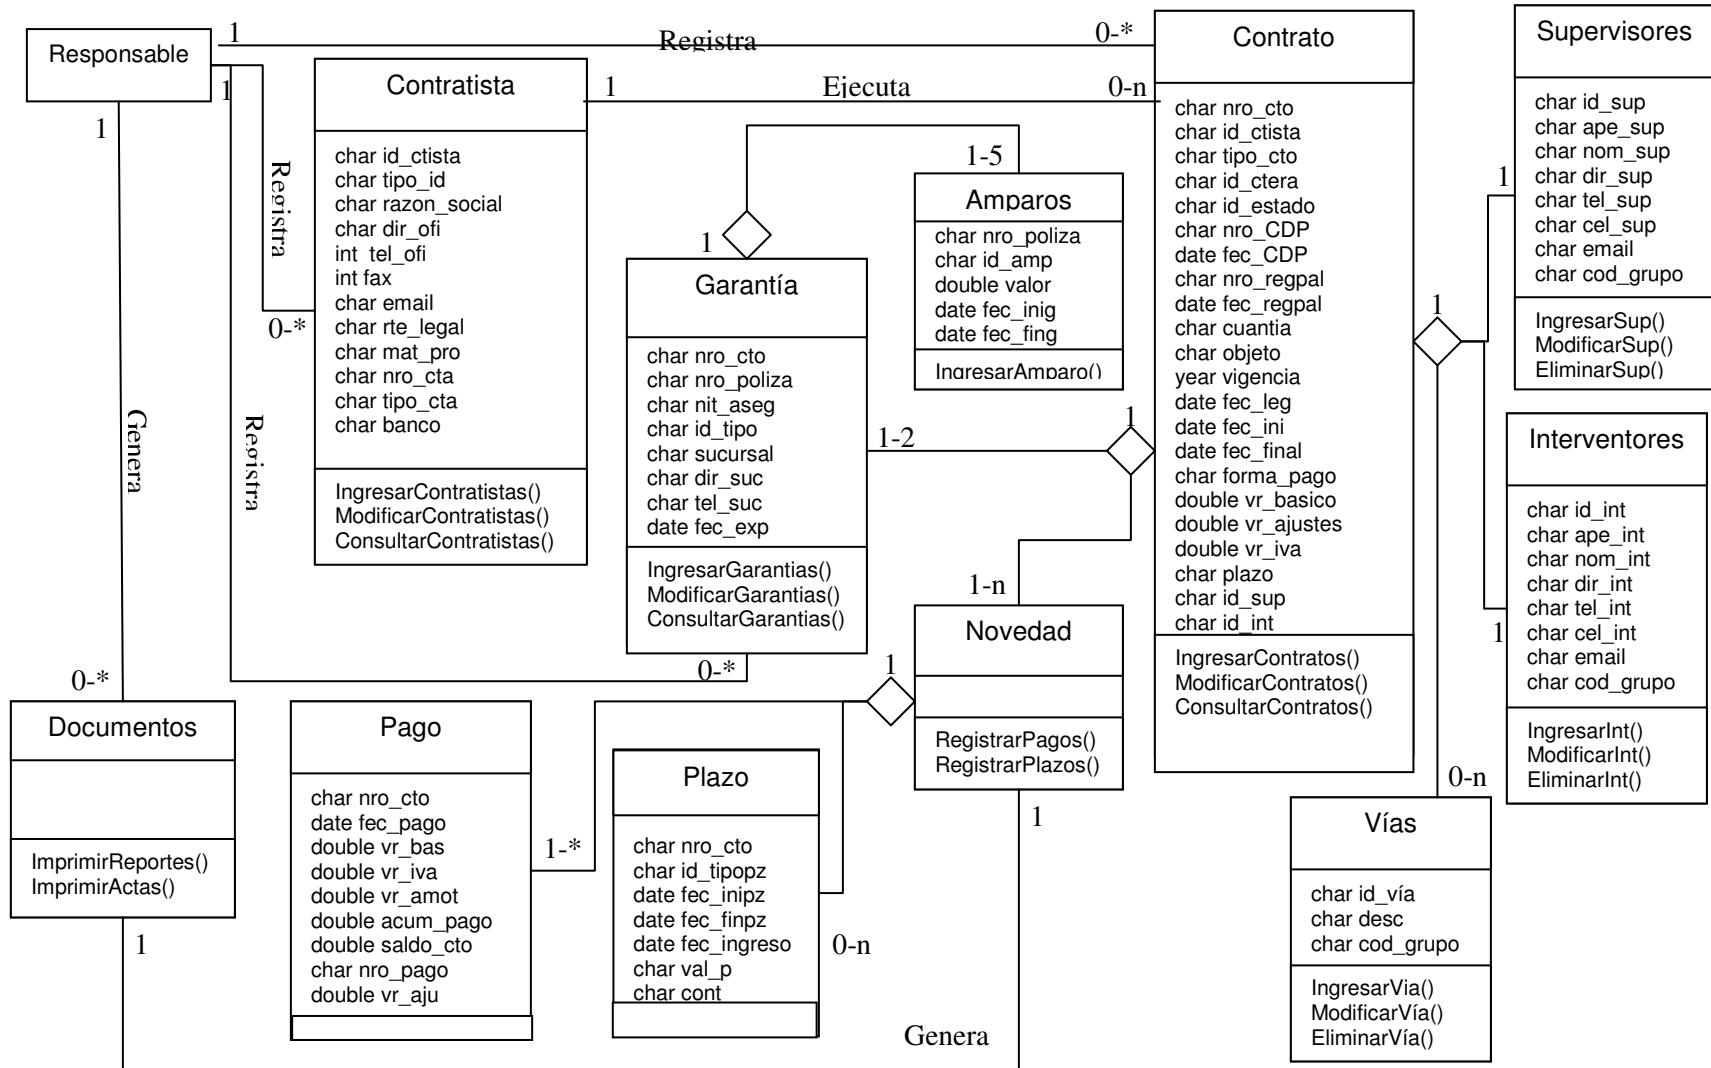 Responsable
1
Registra
0-*
1
1
1
Registra
0-*
Registra
0-*
Genera
0-*
Contratista
char id_ctista
char tipo_id
char razon_social
char dir_ofi
int  tel_ofi
int fax
char email
char rte_legal
char mat_pro
char nro_cta
char tipo_cta
char banco
IngresarContratistas()
ModificarContratistas()
ConsultarContratistas()
1
Ejecuta
0-n
1-5
1
Amparos
char nro_poliza
char id_amp
double valor
date fec_inig
date fec_fing
IngresarAmparo()
Garantía
char nro_cto
char nro_poliza
char nit_aseg
char id_tipo
char sucursal
char dir_suc
char tel_suc
date fec_exp
IngresarGarantias()
ModificarGarantias()
ConsultarGarantias()
1-2
1
1-n
Contrato
char nro_cto
char id_ctista
char tipo_cto
char id_ctera
char id_estado
char nro_CDP
date fec_CDP
char nro_regpal
date fec_regpal
char cuantia
char objeto
year vigencia
date fec_leg
date fec_ini
date fec_final
char forma_pago
double vr_basico
double vr_ajustes
double vr_iva
char plazo
char id_sup
char id_int
IngresarContratos()
ModificarContratos()
ConsultarContratos()
1
1
1
0-n
Supervisores
char id_sup
char ape_sup
char nom_sup
char dir_sup
char tel_sup
char cel_sup
char email
char cod_grupo
IngresarSup()
ModificarSup()
EliminarSup()
Interventores
char id_int
char ape_int
char nom_int
char dir_int
char tel_int
char cel_int
char email
char cod_grupo
IngresarInt()
ModificarInt()
EliminarInt()
Novedad
RegistrarPagos()
RegistrarPlazos()
1
1
Documentos
ImprimirReportes()
ImprimirActas()
1
Pago
char nro_cto
date fec_pago
double vr_bas
double vr_iva
double vr_amot
double acum_pago
double saldo_cto
char nro_pago
double vr_aju
1-*
Plazo
char nro_cto
char id_tipopz
date fec_inipz
date fec_finpz
date fec_ingreso
char val_p
char cont
0-n
Genera
Vías
char id_vía
char desc
char cod_grupo
IngresarVia()
ModificarVía()
EliminarVía()